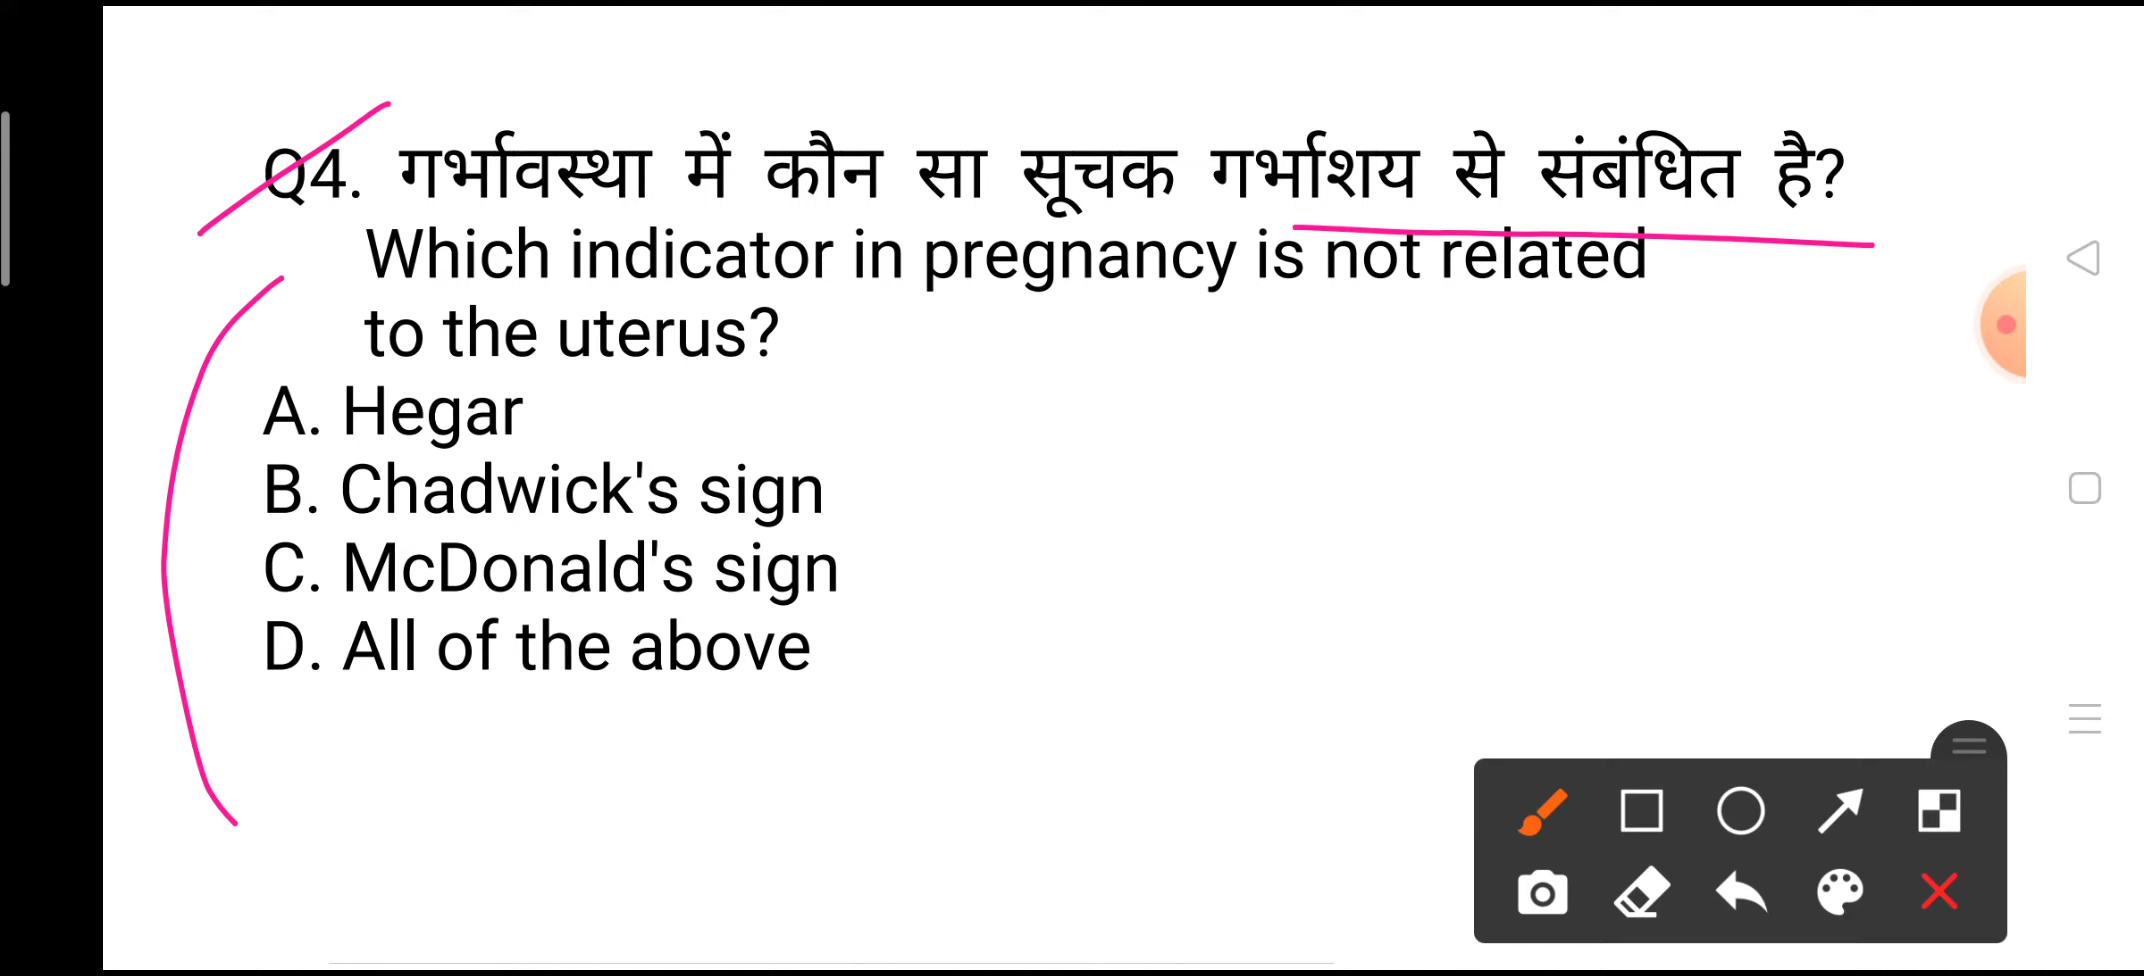 Q4. गर्भावस्था में कौन सा सूचक गर्भाशय से संबंधित है?
Which indicator in pregnancy is not related
to the uterus?
A. Hegar
B. Chadwick's sign
C. McDonald's sign
D. All of the above